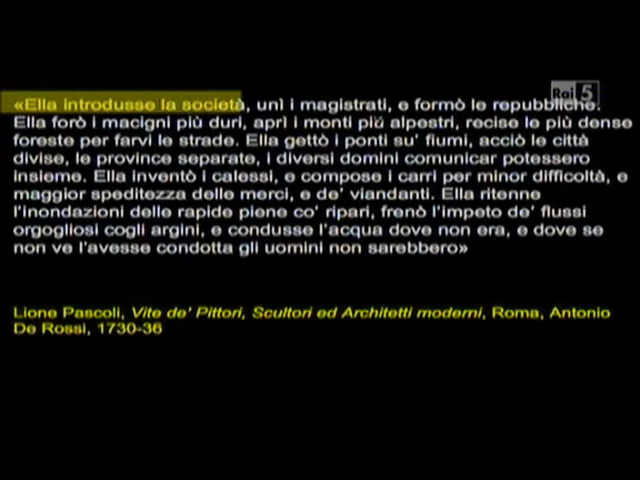 Rai 5
«Ella introdusse la società, unì i magistrati, e formò le repubbliche.
Ella forò i macigni più duri, aprì i monti più alpestri, recise le più dense
foreste per farvi le strade. Ella gettò i ponti su' fiumi, acciò le città
divise, le province separate, i diversi domini comunicar potessero
insieme. Ella inventò i calessi, e compose i carri per minor difficoltà, e
maggior speditezza delle merci, e de' viandanti. Ella ritenne
l'inondazioni delle rapide piene co' ripari, frenò l'impeto de' flussi
orgogliosi cogli argini, e condusse l'acqua dove non era, e dove se
non ve l'avesse condotta gli uomini non sarebbero»
Lione Pascoli, Vite de' Pittori, Scultori ed Architetti moderni, Roma, Antonio
De Rossi, 1730-36